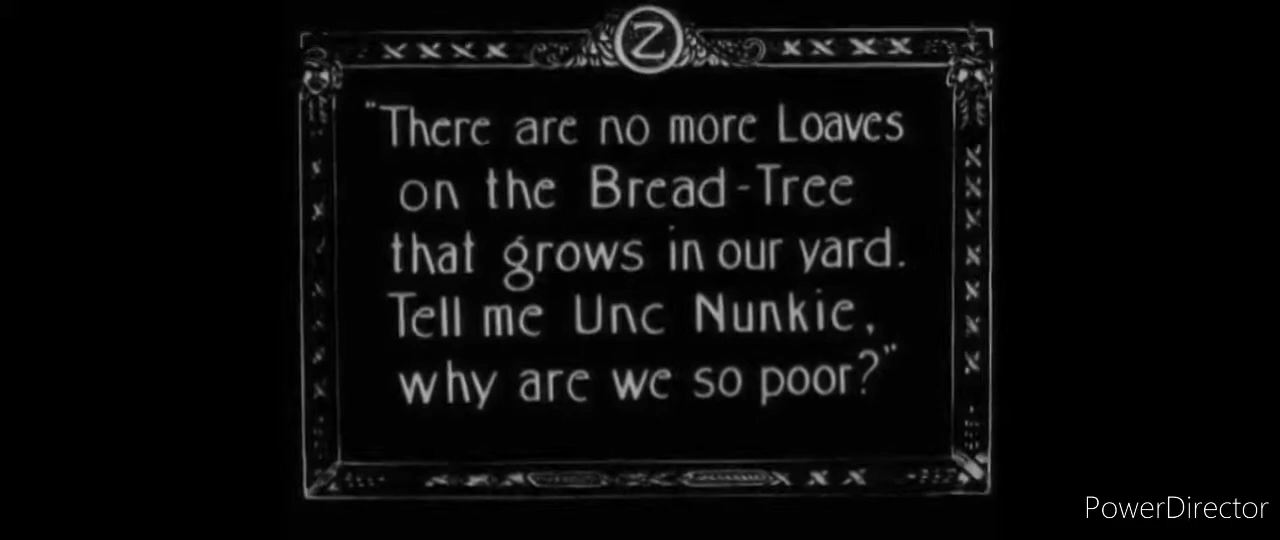 Z
"There are no more Loaves
on the Bread-Tree
that grows in our yard.
Tell me Unc Nunkie,
why are we so poor?"
PowerDirector